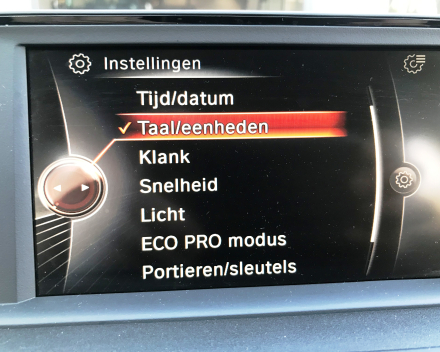 Instellingen
Tijd/datum
Taal/eenheden
Klank
Snelheid
Licht
ECO PRO modus
Portieren/sleutels